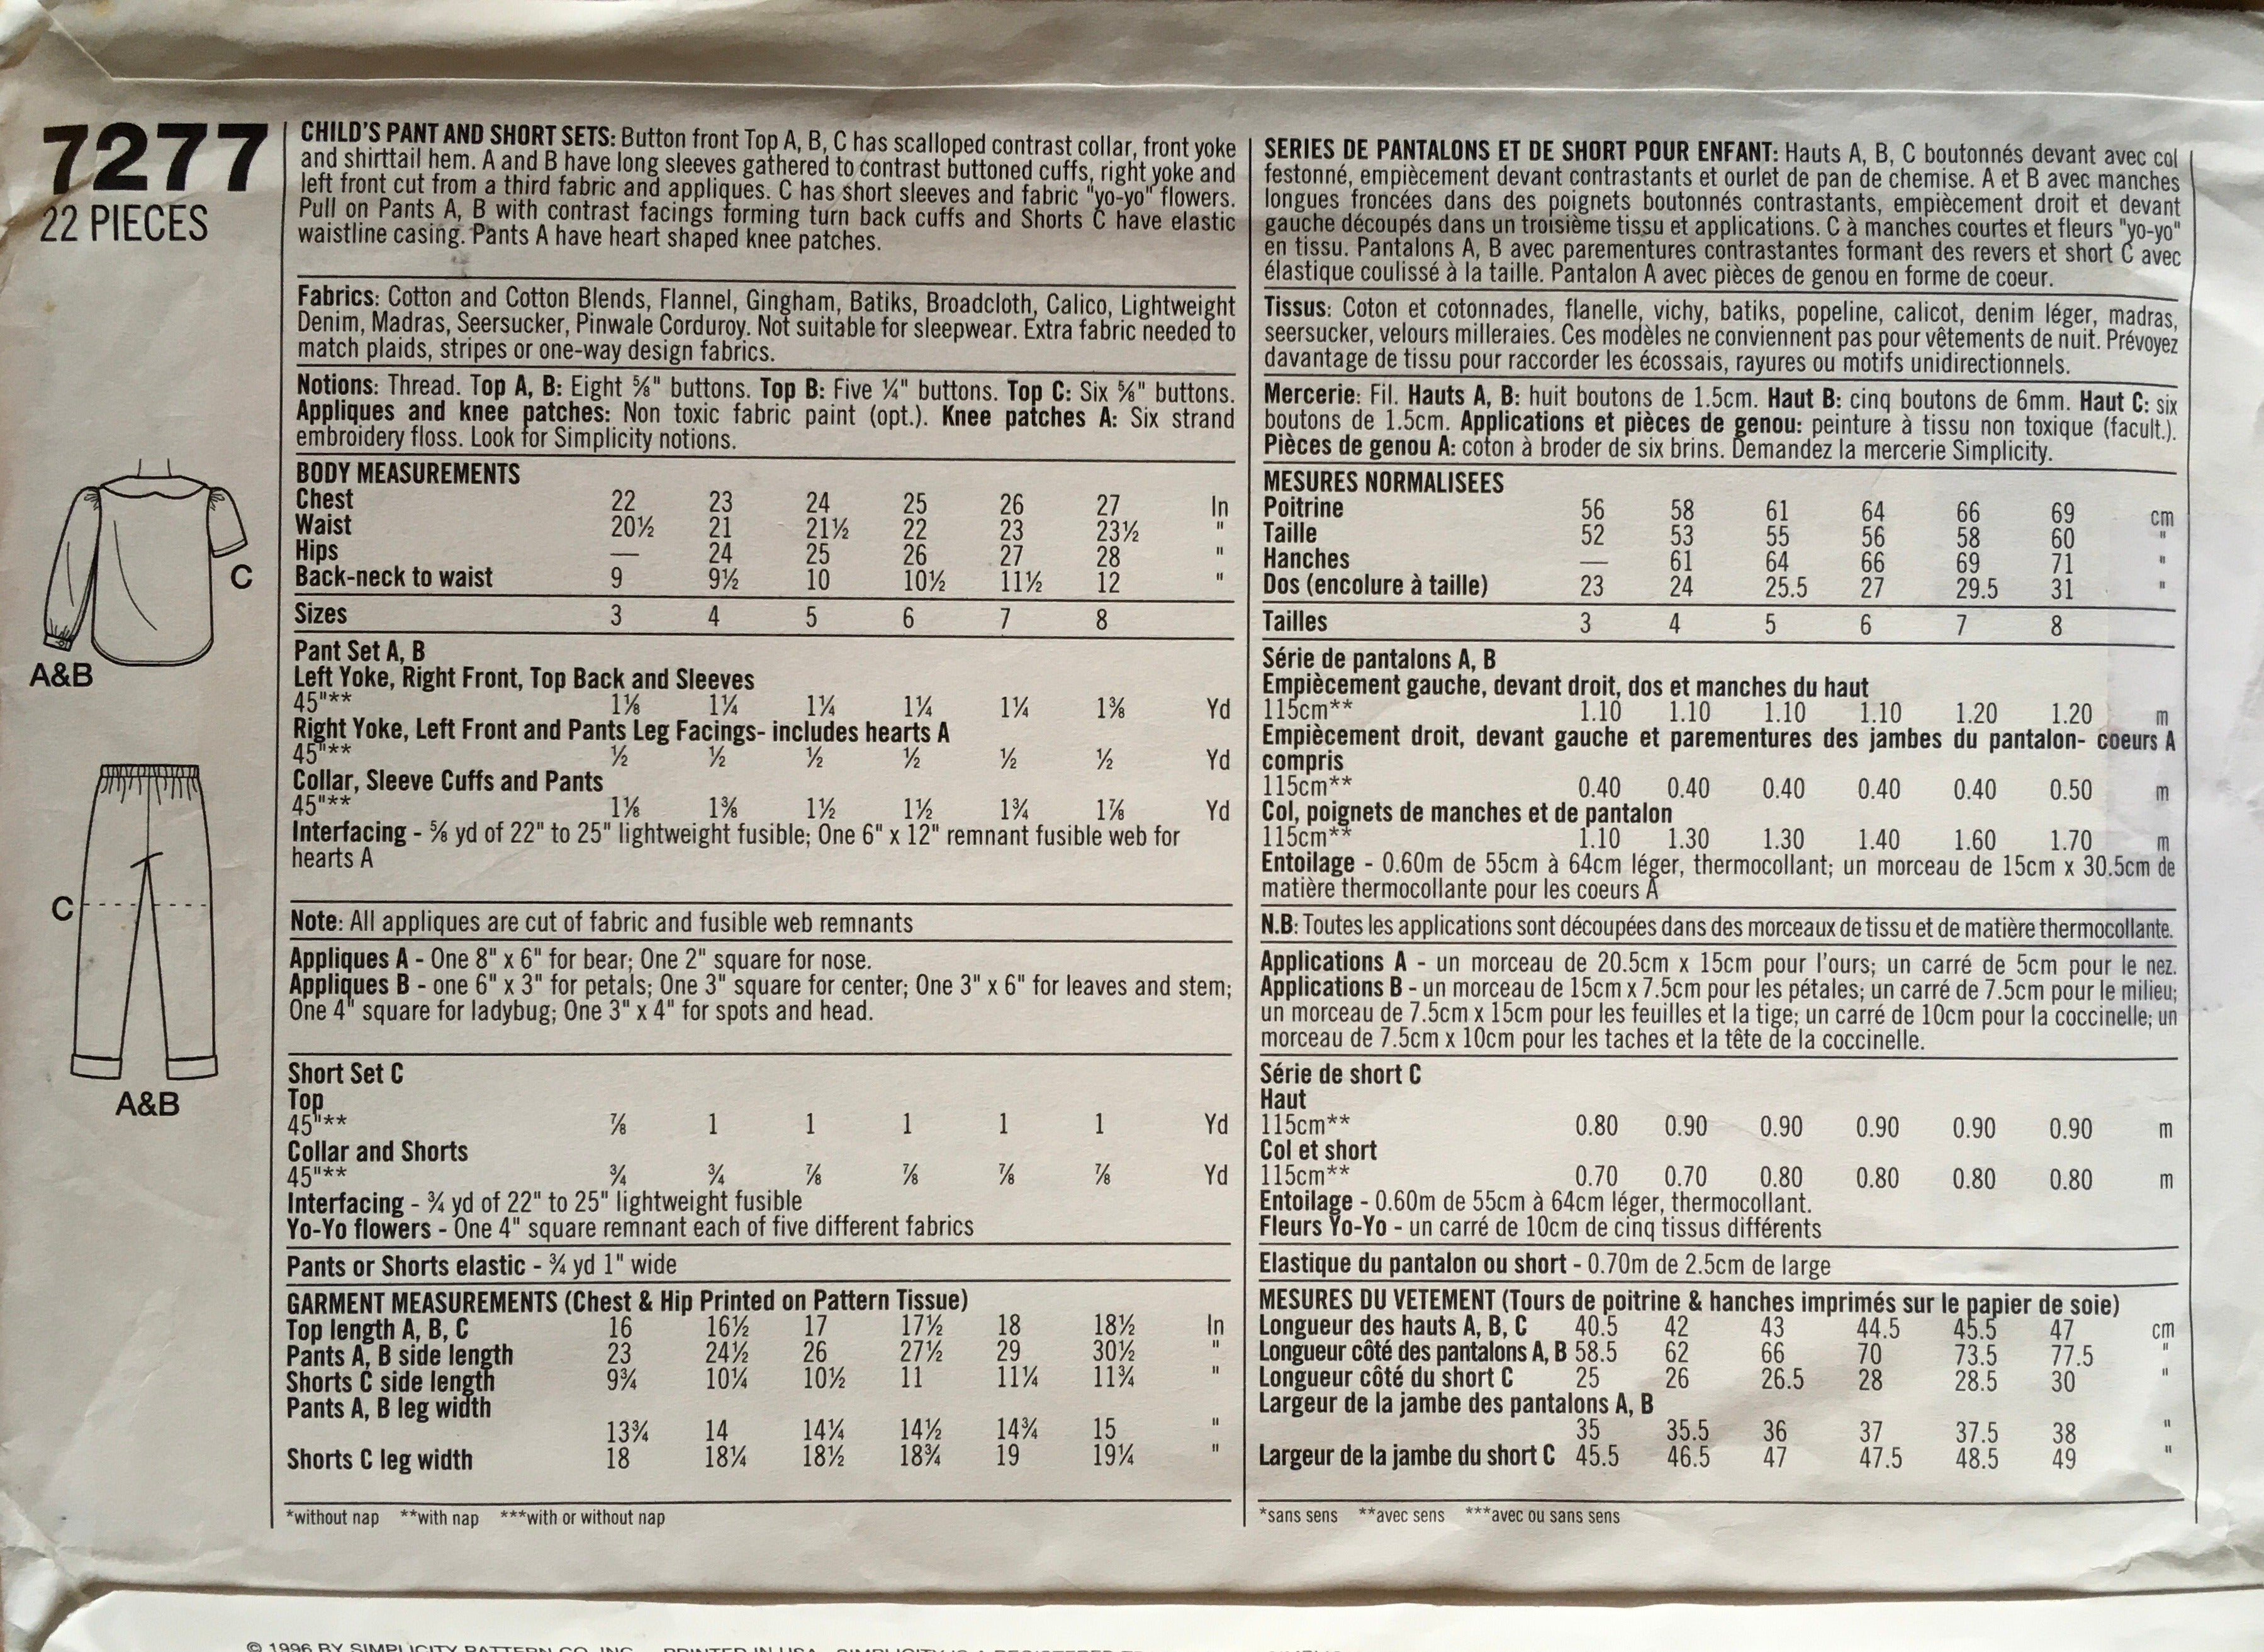 7277
22 PIECES
C
A&B
C
A&B
CHILD'S PANT AND SHORT SETS: Button front Top A, B, C has scalloped contrast collar, front yoke
and shirttail hem. A and B have long sleeves gathered to contrast buttoned cuffs, right yoke and
left front cut from a third fabric and appliques. C has short sleeves and fabric "yo-yo" flowers.
Pull on Pants A, B with contrast facings forming turn back cuffs and Shorts C have elastic
waistline casing. Pants A have heart shaped knee patches.
Fabrics: Cotton and Cotton Blends, Flannel, Gingham, Batiks, Broadcloth, Calico, Lightweight
Denim, Madras, Seersucker, Pinwale Corduroy. Not suitable for sleepwear. Extra fabric needed to
match plaids, stripes or one-way design fabrics.
Notions: Thread. Top A, B: Eight ⅝" buttons. Top B: Five ¼" buttons. Top C: Six ⅝" buttons.
Appliques and knee patches: Non toxic fabric paint (opt.). Knee patches A: Six strand
embroidery floss. Look for Simplicity notions.
BODY MEASUREMENTS
Chest 22 23 24 25 26 27 In
Waist 20½ 21 21½ 22 23 23½ "
Hips — 24 25 26 27 28 "
Back-neck to waist 9 9½ 10 10½ 11½ 12 "
Sizes 3 4 5 6 7 8
Pant Set A, B
Left Yoke, Right Front, Top Back and Sleeves
45"** 1⅛ 1¼ 1¼ 1¼ 1¼ 1⅜ Yd
Right Yoke, Left Front and Pants Leg Facings- includes hearts A
45"** ½ ½ ½ ½ ½ ½ Yd
Collar, Sleeve Cuffs and Pants
45"** 1⅛ 1⅜ 1½ 1½ 1¾ 1⅞ Yd
Interfacing - ⅝ yd of 22" to 25" lightweight fusible; One 6" x 12" remnant fusible web for
hearts A
Note: All appliques are cut of fabric and fusible web remnants
Appliques A - One 8" x 6" for bear; One 2" square for nose.
Appliques B - one 6" x 3" for petals; One 3" square for center; One 3" x 6" for leaves and stem;
One 4" square for ladybug; One 3" x 4" for spots and head.
Short Set C
Top
45"** ⅞ 1 1 1 1 1 Yd
Collar and Shorts
45"** ¾ ¾ ⅞ ⅞ ⅞ ⅞ Yd
Interfacing - ¾ yd of 22" to 25" lightweight fusible
Yo-Yo flowers - One 4" square remnant each of five different fabrics
Pants or Shorts elastic - ¾ yd 1" wide
GARMENT MEASUREMENTS (Chest & Hip Printed on Pattern Tissue)
Top length A, B, C 16 16½ 17 17½ 18 18½ In
Pants A, B side length 23 24½ 26 27½ 29 30½ "
Shorts C side length 9¾ 10¼ 10½ 11 11¼ 11¾ "
Pants A, B leg width
13¾ 14 14¼ 14½ 14¾ 15 "
Shorts C leg width 18 18¼ 18½ 18¾ 19 19¼ "
*without nap **with nap ***with or without nap
SERIES DE PANTALONS ET DE SHORT POUR ENFANT: Hauts A, B, C boutonnés devant avec col
festonné, empiècement devant contrastants et ourlet de pan de chemise. A et B avec manches
longues froncées dans des poignets boutonnés contrastants, empiècement droit et devant
gauche découpés dans un troisième tissu et applications. C à manches courtes et fleurs "yo-yo"
en tissu. Pantalons A, B avec parementures contrastantes formant des revers et short C avec
élastique coulissé à la taille. Pantalon A avec pièces de genou en forme de coeur.
Tissus: Coton et cotonnades, flanelle, vichy, batiks, popeline, calicot, denim léger, madras,
seersucker, velours milleraies. Ces modèles ne conviennent pas pour vêtements de nuit. Prévoyez
davantage de tissu pour raccorder les écossais, rayures ou motifs unidirectionnels.
Mercerie: Fil. Hauts A, B: huit boutons de 1.5cm. Haut B: cinq boutons de 6mm. Haut C: six
boutons de 1.5cm. Applications et pièces de genou: peinture à tissu non toxique (facult.).
Pièces de genou A: coton à broder de six brins. Demandez la mercerie Simplicity.
MESURES NORMALISEES
Poitrine 56 58 61 64 66 69 cm
Taille 52 53 55 56 58 60 "
Hanches — 61 64 66 69 71 "
Dos (encolure à taille) 23 24 25.5 27 29.5 31 "
Tailles 3 4 5 6 7 8
Série de pantalons A, B
Empiècement gauche, devant droit, dos et manches du haut
115cm** 1.10 1.10 1.10 1.10 1.20 1.20 m
Empiècement droit, devant gauche et parementures des jambes du pantalon- coeurs A
compris
115cm** 0.40 0.40 0.40 0.40 0.40 0.50 m
Col, poignets de manches et de pantalon
115cm** 1.10 1.30 1.30 1.40 1.60 1.70 m
Entoilage - 0.60m de 55cm à 64cm léger, thermocollant; un morceau de 15cm x 30.5cm de
matière thermocollante pour les coeurs A
N.B: Toutes les applications sont découpées dans des morceaux de tissu et de matière thermocollante.
Applications A - un morceau de 20.5cm x 15cm pour l'ours; un carré de 5cm pour le nez.
Applications B - un morceau de 15cm x 7.5cm pour les pétales; un carré de 7.5cm pour le milieu;
un morceau de 7.5cm x 15cm pour les feuilles et la tige; un carré de 10cm pour la coccinelle; un
morceau de 7.5cm x 10cm pour les taches et la tête de la coccinelle.
Série de short C
Haut
115cm** 0.80 0.90 0.90 0.90 0.90 0.90 m
Col et short
115cm** 0.70 0.70 0.80 0.80 0.80 0.80 m
Entoilage - 0.60m de 55cm à 64cm léger, thermocollant.
Fleurs Yo-Yo - un carré de 10cm de cinq tissus différents
Elastique du pantalon ou short - 0.70m de 2.5cm de large
MESURES DU VETEMENT (Tours de poitrine & hanches imprimés sur le papier de soie)
Longueur des hauts A, B, C 40.5 42 43 44.5 45.5 47 cm
Longueur côté des pantalons A, B 58.5 62 66 70 73.5 77.5 "
Longueur côté du short C 25 26 26.5 28 28.5 30 "
Largeur de la jambe des pantalons A, B
35 35.5 36 37 37.5 38 "
Largeur de la jambe du short C 45.5 46.5 47 47.5 48.5 49 "
*sans sens **avec sens ***avec ou sans sens
© 1996 BY SIMPLICITY PATTERN CO. INC. PRINTED IN USA